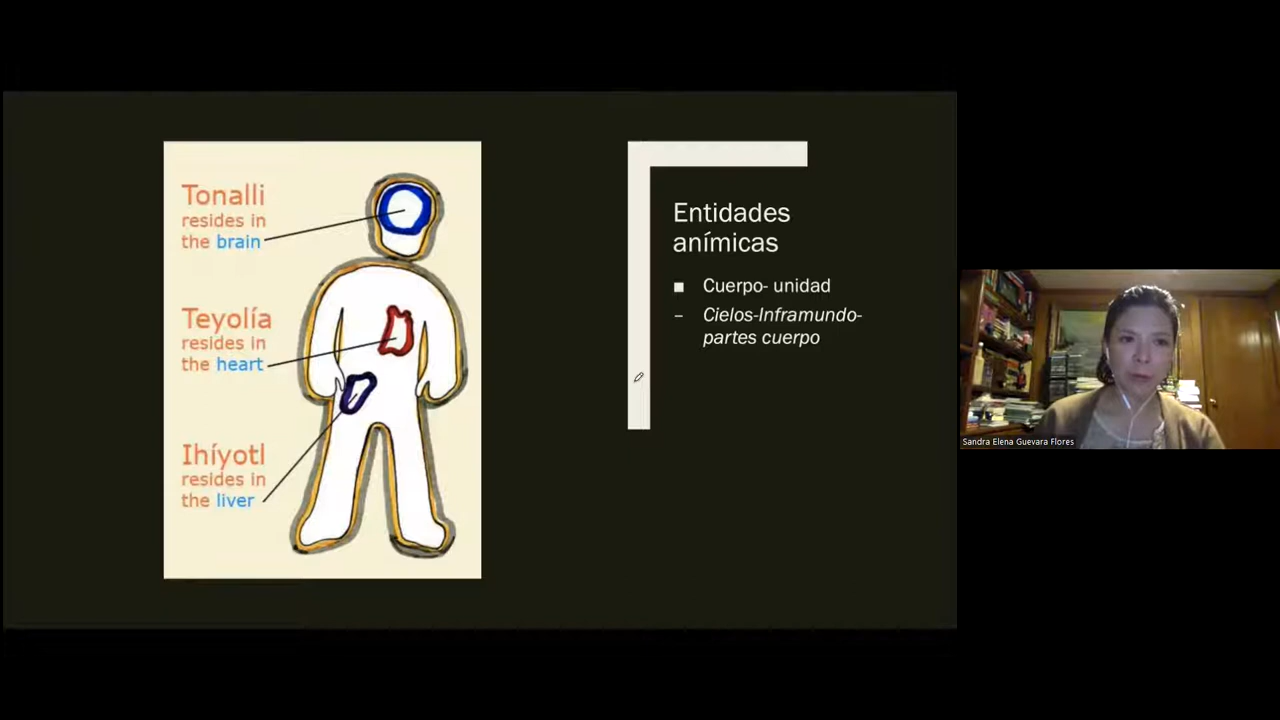 Tonalli
resides in
the brain
Teyolía
resides in
the heart
Ihíyotl
resides in
the liver
Entidades
anímicas
■ Cuerpo- unidad
– Cielos-Inframundo-
partes cuerpo
Sandra Elena Guevara Flores